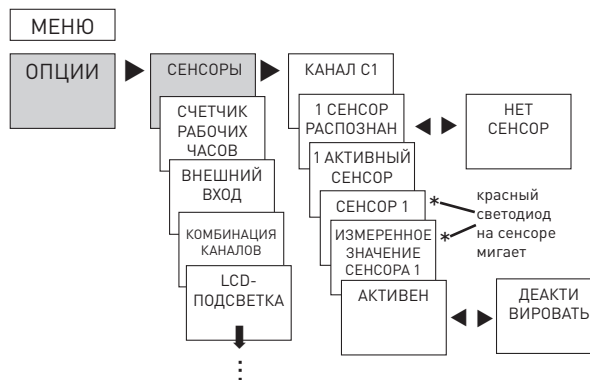 МЕНЮ
ОПЦИИ
СЕНСОРЫ
СЧЕТЧИК
РАБОЧИХ
ЧАСОВ
ВНЕШНИЙ
ВХОД
КОМБИНАЦИЯ
КАНАЛОВ
LCD-
ПОДСВЕТКА
КАНАЛ C1
1 СЕНСОР
РАСПОЗНАН
НЕТ
СЕНСОР
1 АКТИВНЫЙ
СЕНСОР
СЕНСОР 1
*
ИЗМЕРЕННОЕ
ЗНАЧЕНИЕ
СЕНСОРА 1
*
красный
светодиод
на сенсоре
мигает
АКТИВЕН
ДЕАКТИ
ВИРОВАТЬ